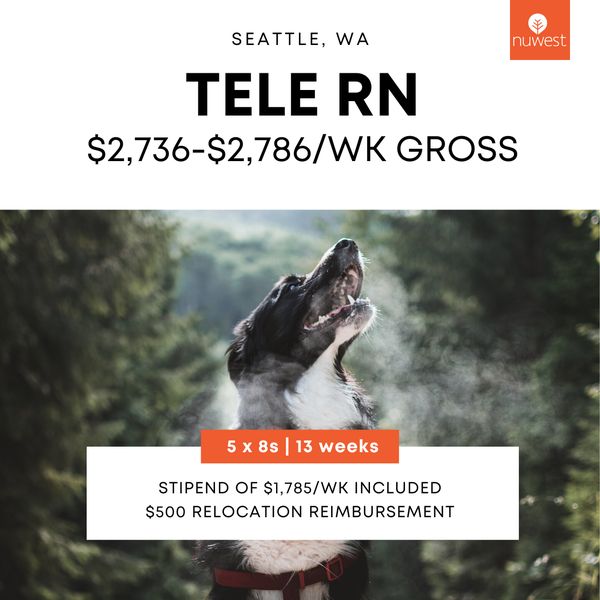 nuwest
SEATTLE, WA
TELE RN
$2,736-$2,786/WK GROSS
5 x 8s | 13 weeks
STIPEND OF $1,785/WK INCLUDED
$500 RELOCATION REIMBURSEMENT